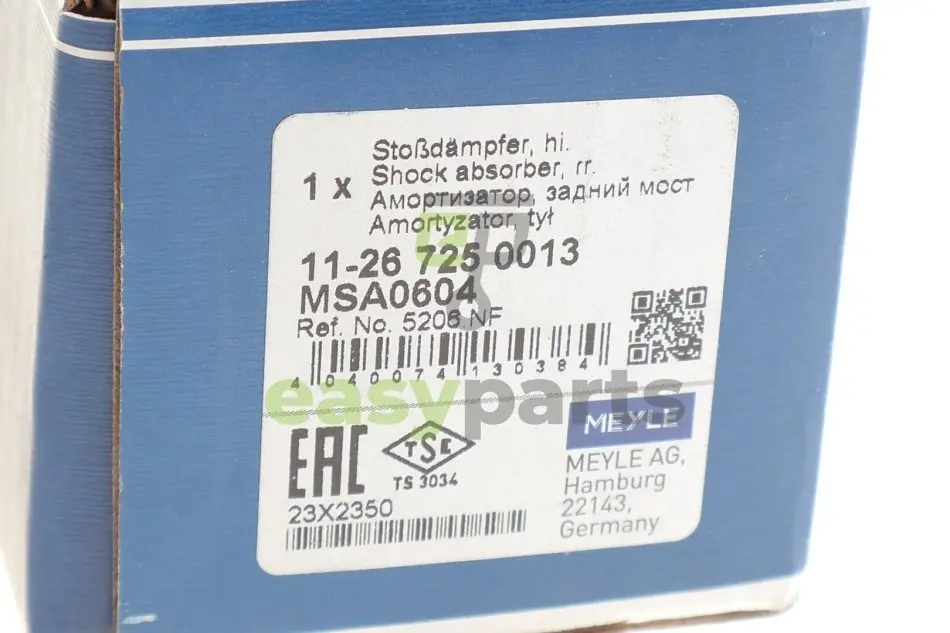 Stoßdämpfer, hi.
1 x
Shock absorber, rr.
Амортизатор, задний мост
Amortyzator, tył
11-26 725 0013
MSA0604
Ref. No. 5206 NF
4 040074 130384
easyparts
EAC
TSE
TS 3034
MEYLE
MEYLE AG,
Hamburg
22143,
Germany
23X2350